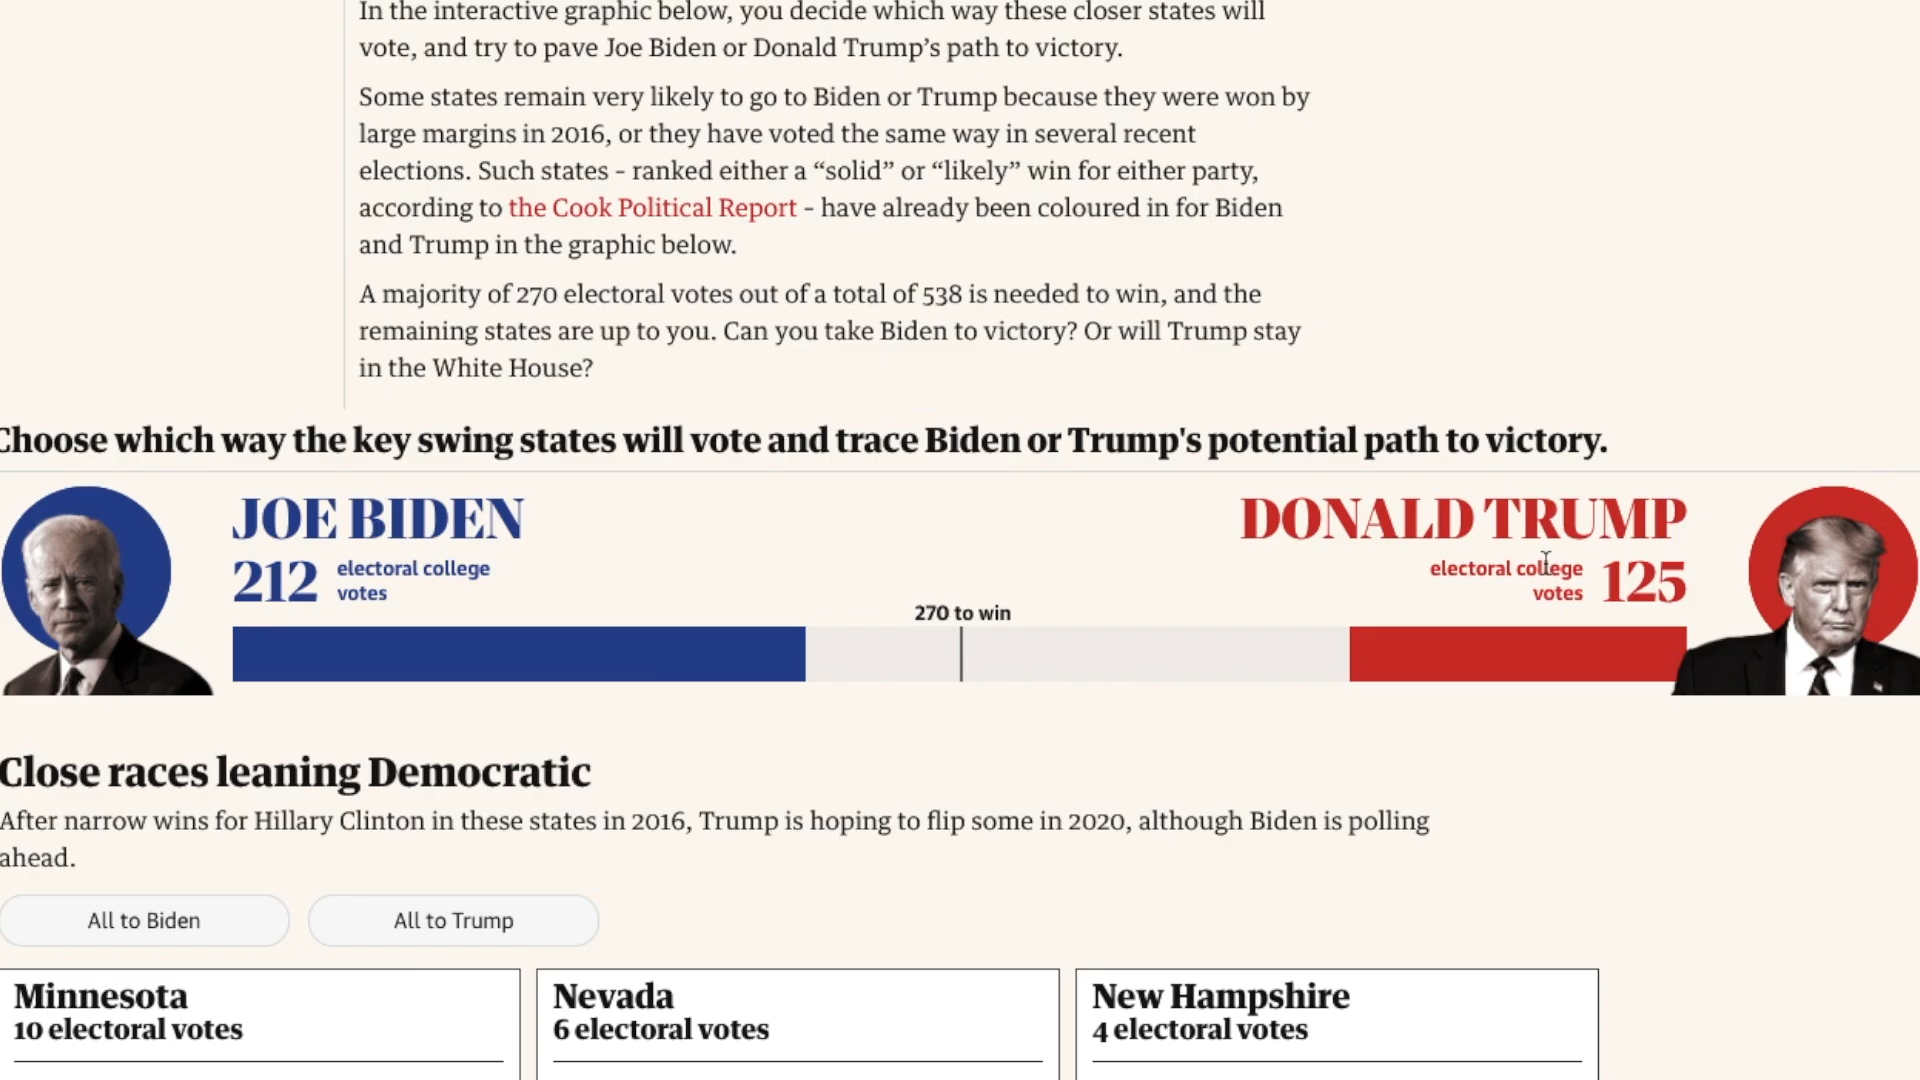 In the interactive graphic below, you decide which way these closer states will
vote, and try to pave Joe Biden or Donald Trump’s path to victory.
Some states remain very likely to go to Biden or Trump because they were won by
large margins in 2016, or they have voted the same way in several recent
elections. Such states - ranked either a “solid” or “likely” win for either party,
according to the Cook Political Report - have already been coloured in for Biden
and Trump in the graphic below.
A majority of 270 electoral votes out of a total of 538 is needed to win, and the
remaining states are up to you. Can you take Biden to victory? Or will Trump stay
in the White House?
Choose which way the key swing states will vote and trace Biden or Trump's potential path to victory.
JOE BIDEN
212 electoral college
votes
DONALD TRUMP
electoral college 125
votes
270 to win
Close races leaning Democratic
After narrow wins for Hillary Clinton in these states in 2016, Trump is hoping to flip some in 2020, although Biden is polling
ahead.
All to Biden
All to Trump
Minnesota
10 electoral votes
Nevada
6 electoral votes
New Hampshire
4 electoral votes